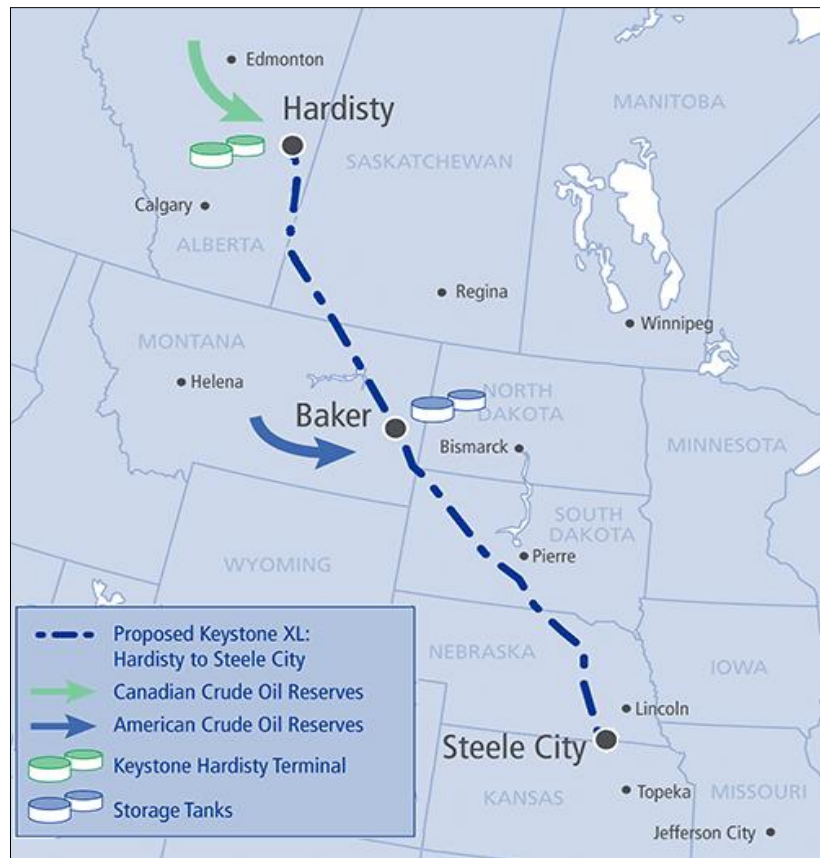 Edmonton
Hardisty
MANITOBA
SASKATCHEWAN
Calgary
ALBERTA
Regina
Winnipeg
MONTANA
Helena
NORTH
DAKOTA
Baker
Bismarck
MINNESOTA
SOUTH
DAKOTA
Pierre
WYOMING
Proposed Keystone XL:
Hardisty to Steele City
Canadian Crude Oil Reserves
American Crude Oil Reserves
Keystone Hardisty Terminal
Storage Tanks
NEBRASKA
IOWA
Lincoln
Steele City
KANSAS
Topeka
MISSOURI
Jefferson City